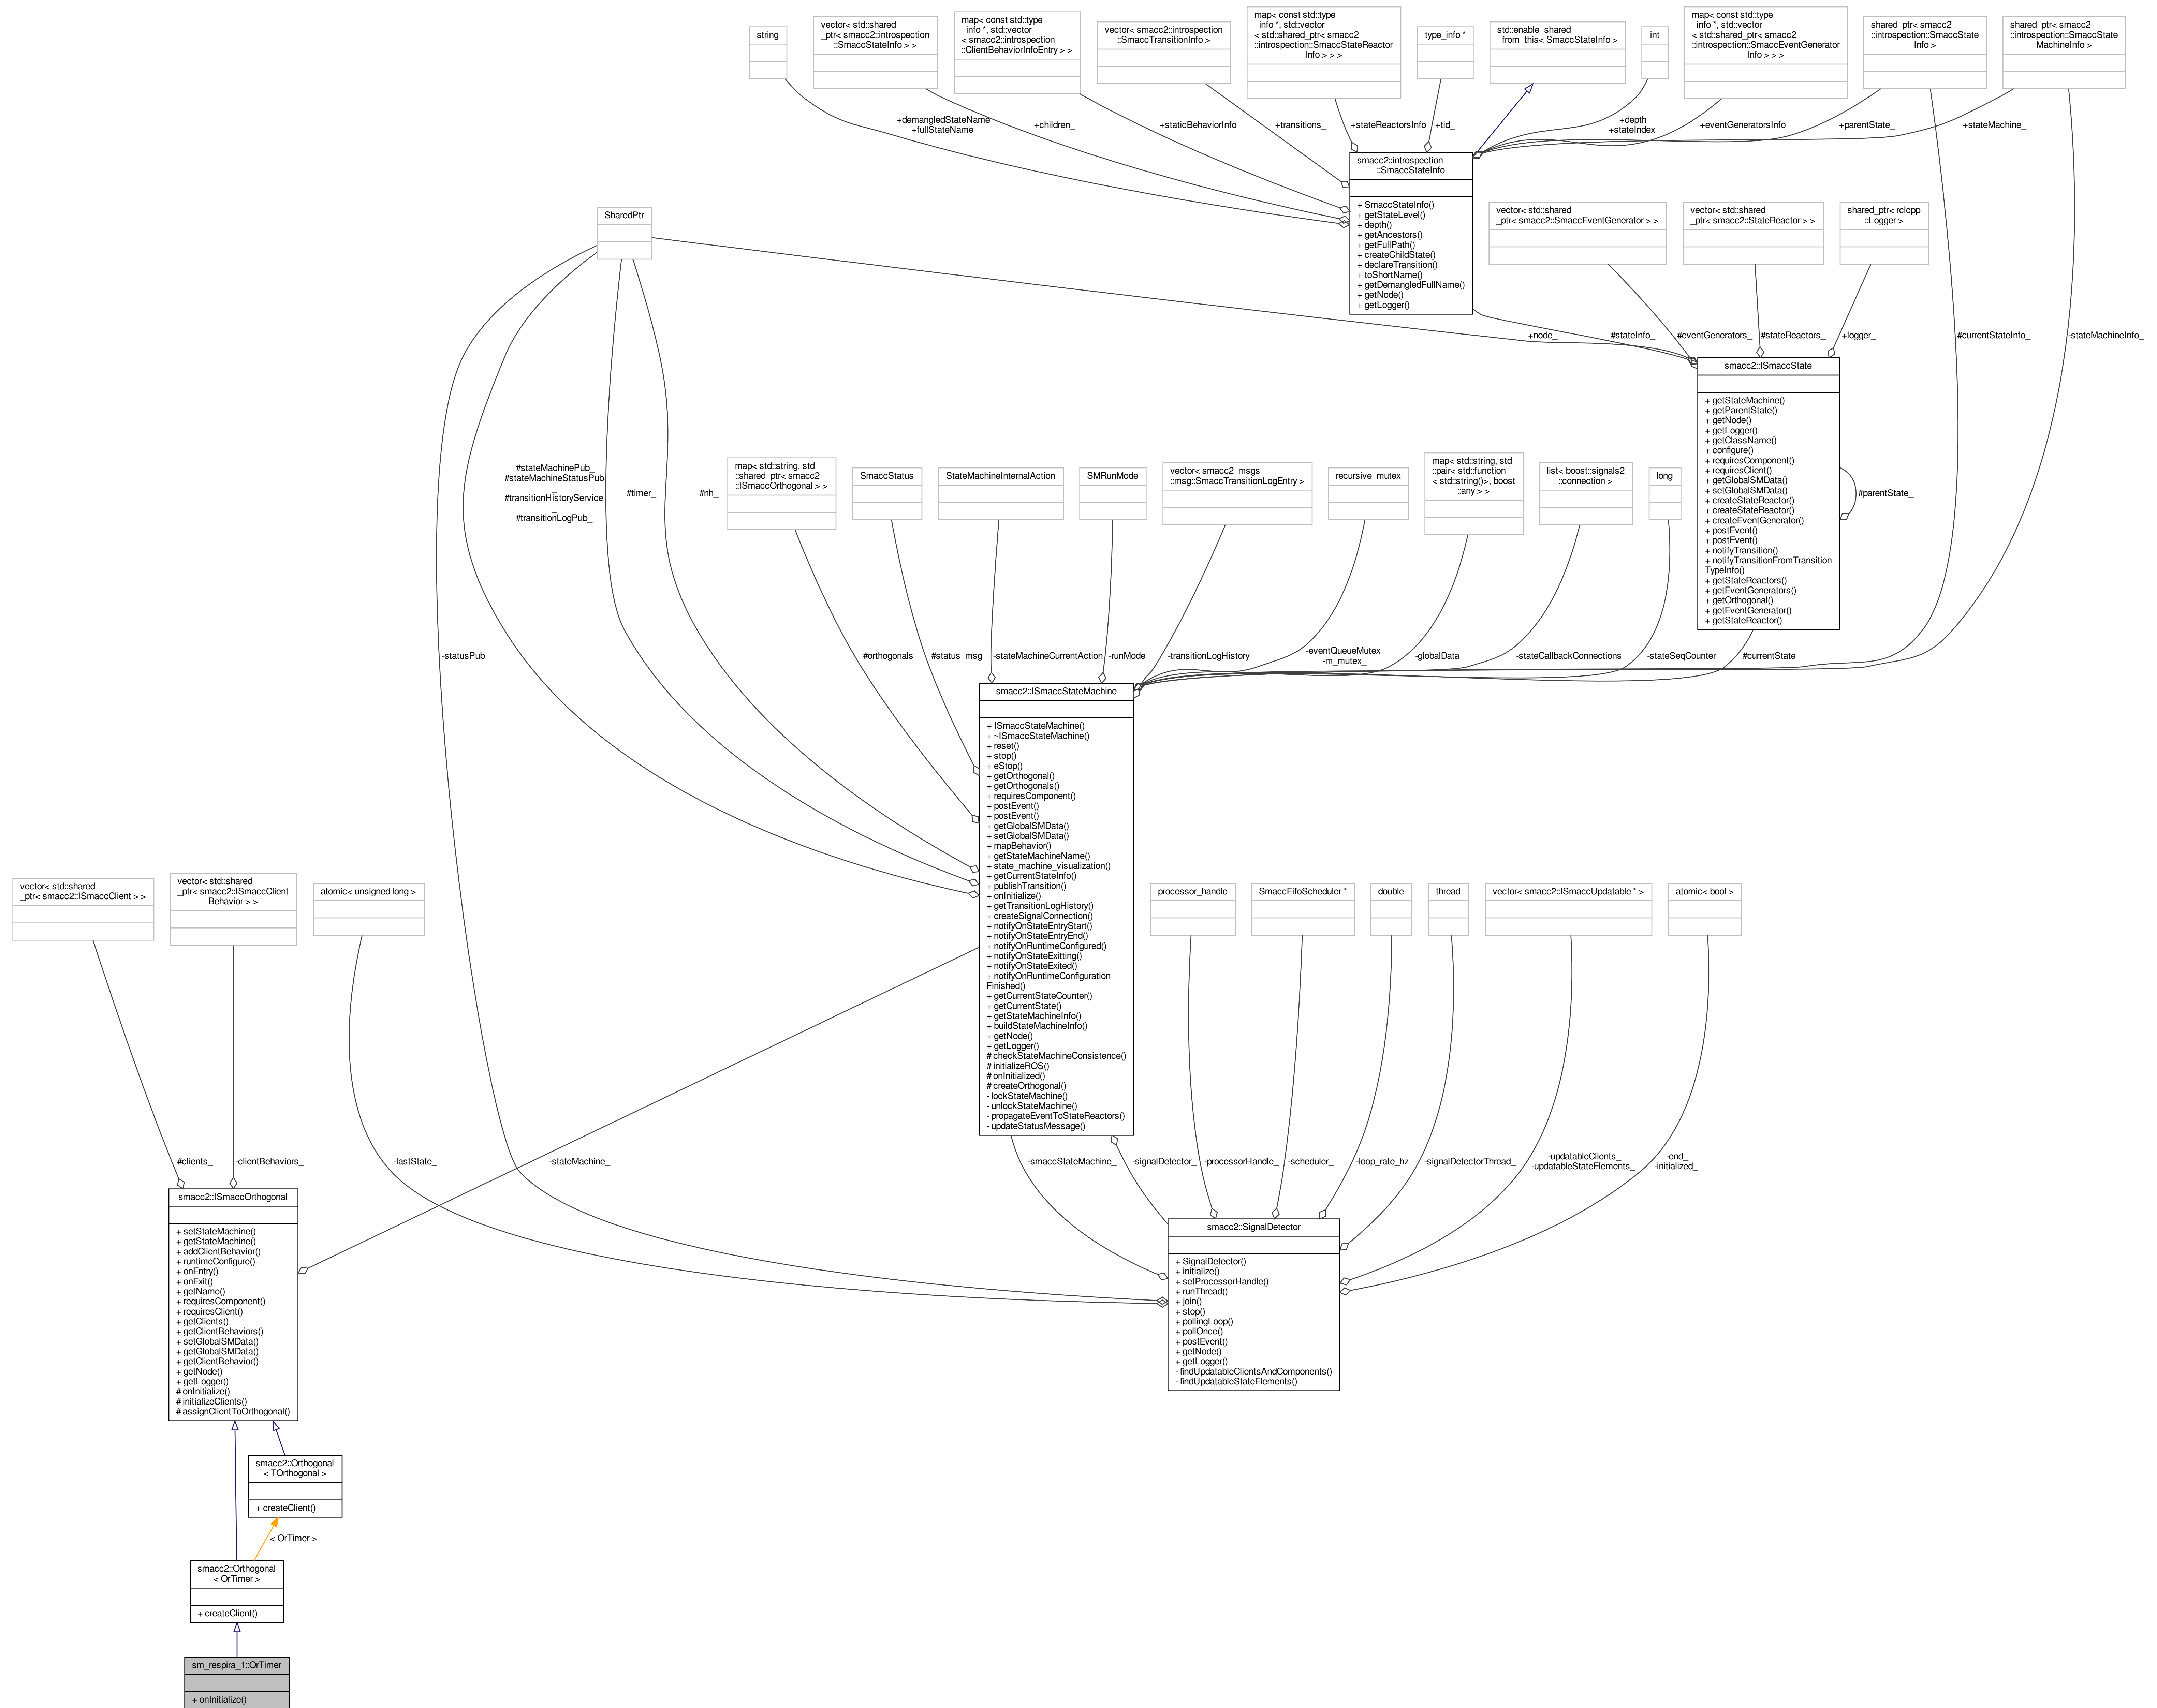 string
vector< std::shared
_ptr< smacc2::introspection
::SmaccStateInfo > >
map< const std::type
_info *, std::vector
< smacc2::introspection
::ClientBehaviorInfoEntry > >
vector< smacc2::introspection
::SmaccTransitionInfo >
map< const std::type
_info *, std::vector
< std::shared_ptr< smacc2
::introspection::SmaccStateReactor
Info > > >
type_info *
std::enable_shared
_from_this< SmaccStateInfo >
int
map< const std::type
_info *, std::vector
< std::shared_ptr< smacc2
::introspection::SmaccEventGenerator
Info > > >
shared_ptr< smacc2
::introspection::SmaccState
Info >
shared_ptr< smacc2
::introspection::SmaccState
MachineInfo >
+demangledStateName
+fullStateName
+children_
+staticBehaviorInfo
+transitions_
+stateReactorsInfo
+tid_
+depth_
+stateIndex_
+eventGeneratorsInfo
+parentState_
+stateMachine_
smacc2::introspection
::SmaccStateInfo
+ SmaccStateInfo()
+ getStateLevel()
+ depth()
+ getAncestors()
+ getFullPath()
+ createChildState()
+ declareTransition()
+ toShortName()
+ getDemangledFullName()
+ getNode()
+ getLogger()
SharedPtr
vector< std::shared
_ptr< smacc2::SmaccEventGenerator > >
vector< std::shared
_ptr< smacc2::StateReactor > >
shared_ptr< rclcpp
::Logger >
+node_
#stateInfo_
#eventGenerators_
#stateReactors_
+logger_
#currentStateInfo_
-stateMachineInfo_
smacc2::ISmaccState
+ getStateMachine()
+ getParentState()
+ getNode()
+ getLogger()
+ getClassName()
+ configure()
+ requiresComponent()
+ requiresClient()
+ getGlobalSMData()
+ setGlobalSMData()
+ createStateReactor()
+ createStateReactor()
+ createEventGenerator()
+ postEvent()
+ postEvent()
+ notifyTransition()
+ notifyTransitionFromTransition
TypeInfo()
+ getStateReactors()
+ getEventGenerators()
+ getOrthogonal()
+ getEventGenerator()
+ getStateReactor()
#parentState_
#stateMachinePub_
#stateMachineStatusPub
_
#transitionHistoryService
_
#transitionLogPub_
#timer_
#nh_
map< std::string, std
::shared_ptr< smacc2
::ISmaccOrthogonal > >
SmaccStatus
StateMachineInternalAction
SMRunMode
vector< smacc2_msgs
::msg::SmaccTransitionLogEntry >
recursive_mutex
map< std::string, std
::pair< std::function
< std::string()>, boost
::any > >
list< boost::signals2
::connection >
long
-statusPub_
#orthogonals_
#status_msg_
-stateMachineCurrentAction
-runMode_
-transitionLogHistory_
-eventQueueMutex_
-m_mutex_
-globalData_
-stateCallbackConnections
-stateSeqCounter_
#currentState_
smacc2::ISmaccStateMachine
+ ISmaccStateMachine()
+ ~ISmaccStateMachine()
+ reset()
+ stop()
+ eStop()
+ getOrthogonal()
+ getOrthogonals()
+ requiresComponent()
+ postEvent()
+ postEvent()
+ getGlobalSMData()
+ setGlobalSMData()
+ mapBehavior()
+ getStateMachineName()
+ state_machine_visualization()
+ getCurrentStateInfo()
+ publishTransition()
+ onInitialize()
+ getTransitionLogHistory()
+ createSignalConnection()
+ notifyOnStateEntryStart()
+ notifyOnStateEntryEnd()
+ notifyOnRuntimeConfigured()
+ notifyOnStateExitting()
+ notifyOnStateExited()
+ notifyOnRuntimeConfiguration
Finished()
+ getCurrentStateCounter()
+ getCurrentState()
+ getStateMachineInfo()
+ buildStateMachineInfo()
+ getNode()
+ getLogger()
# checkStateMachineConsistence()
# initializeROS()
# onInitialized()
# createOrthogonal()
- lockStateMachine()
- unlockStateMachine()
- propagateEventToStateReactors()
- updateStatusMessage()
vector< std::shared
_ptr< smacc2::ISmaccClient > >
vector< std::shared
_ptr< smacc2::ISmaccClient
Behavior > >
atomic< unsigned long >
processor_handle
SmaccFifoScheduler *
double
thread
vector< smacc2::ISmaccUpdatable * >
atomic< bool >
#clients_
-clientBehaviors_
-lastState_
-stateMachine_
-smaccStateMachine_
-signalDetector_
-processorHandle_
-scheduler_
-loop_rate_hz
-signalDetectorThread_
-updatableClients_
-updatableStateElements_
-end_
-initialized_
smacc2::ISmaccOrthogonal
+ setStateMachine()
+ getStateMachine()
+ addClientBehavior()
+ runtimeConfigure()
+ onEntry()
+ onExit()
+ getName()
+ requiresComponent()
+ requiresClient()
+ getClients()
+ getClientBehaviors()
+ setGlobalSMData()
+ getGlobalSMData()
+ getClientBehavior()
+ getNode()
+ getLogger()
# onInitialize()
# initializeClients()
# assignClientToOrthogonal()
smacc2::SignalDetector
+ SignalDetector()
+ initialize()
+ setProcessorHandle()
+ runThread()
+ join()
+ stop()
+ pollingLoop()
+ pollOnce()
+ postEvent()
+ getNode()
+ getLogger()
- findUpdatableClientsAndComponents()
- findUpdatableStateElements()
smacc2::Orthogonal
< TOrthogonal >
+ createClient()
< OrTimer >
smacc2::Orthogonal
< OrTimer >
+ createClient()
sm_respira_1::OrTimer
+ onInitialize()